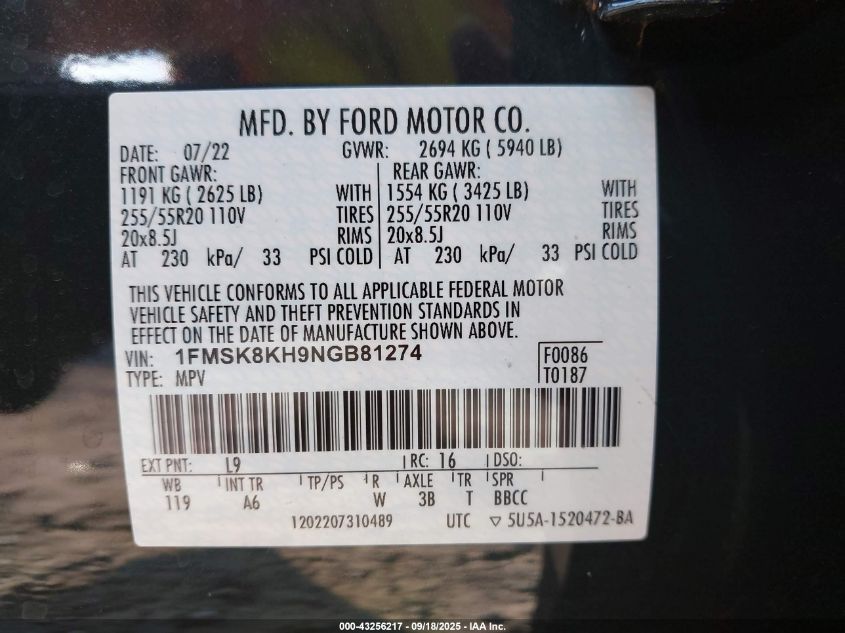 MFD. BY FORD MOTOR CO.
DATE: 07/22 GVWR: 2694 KG ( 5940 LB)
FRONT GAWR: REAR GAWR:
1191 KG ( 2625 LB) WITH 1554 KG ( 3425 LB) WITH
255/55R20 110V TIRES 255/55R20 110V TIRES
20x8.5J RIMS 20x8.5J RIMS
AT 230 kPa/ 33 PSI COLD AT 230 kPa/ 33 PSI COLD
THIS VEHICLE CONFORMS TO ALL APPLICABLE FEDERAL MOTOR
VEHICLE SAFETY AND THEFT PREVENTION STANDARDS IN
EFFECT ON THE DATE OF MANUFACTURE SHOWN ABOVE.
VIN: 1FMSK8KH9NGB81274 F0086
TYPE: MPV T0187
EXT PNT: L9 RC: 16 DSO:
WB INT TR TP/PS R AXLE TR SPR
119 A6 W 3B T BBCC
1202207310489 UTC ▽ 5U5A-1520472-BA
000-43256217 - 09/18/2025 - IAA Inc.